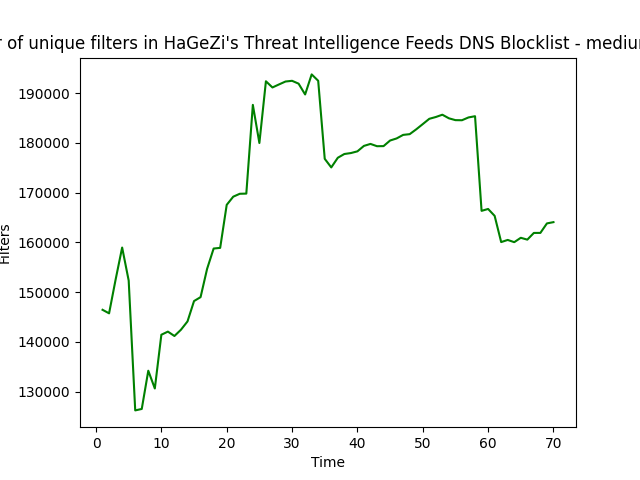 r of unique filters in HaGeZi's Threat Intelligence Feeds DNS Blocklist - mediu
190000
180000
170000
160000
150000
140000
130000
Filters
0 10 20 30 40 50 60 70
Time